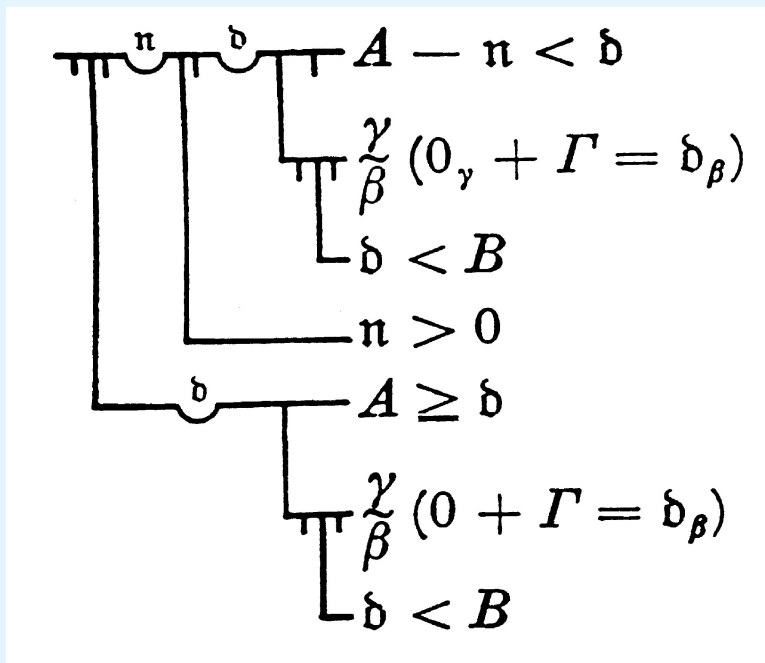 𝔫 𝔡 A − 𝔫 < 𝔡
γ
~
β (0_γ + Γ = 𝔡_β)
𝔡 < B
𝔫 > 0
𝔡 A ≥ 𝔡
γ
~
β (0 + Γ = 𝔡_β)
𝔡 < B